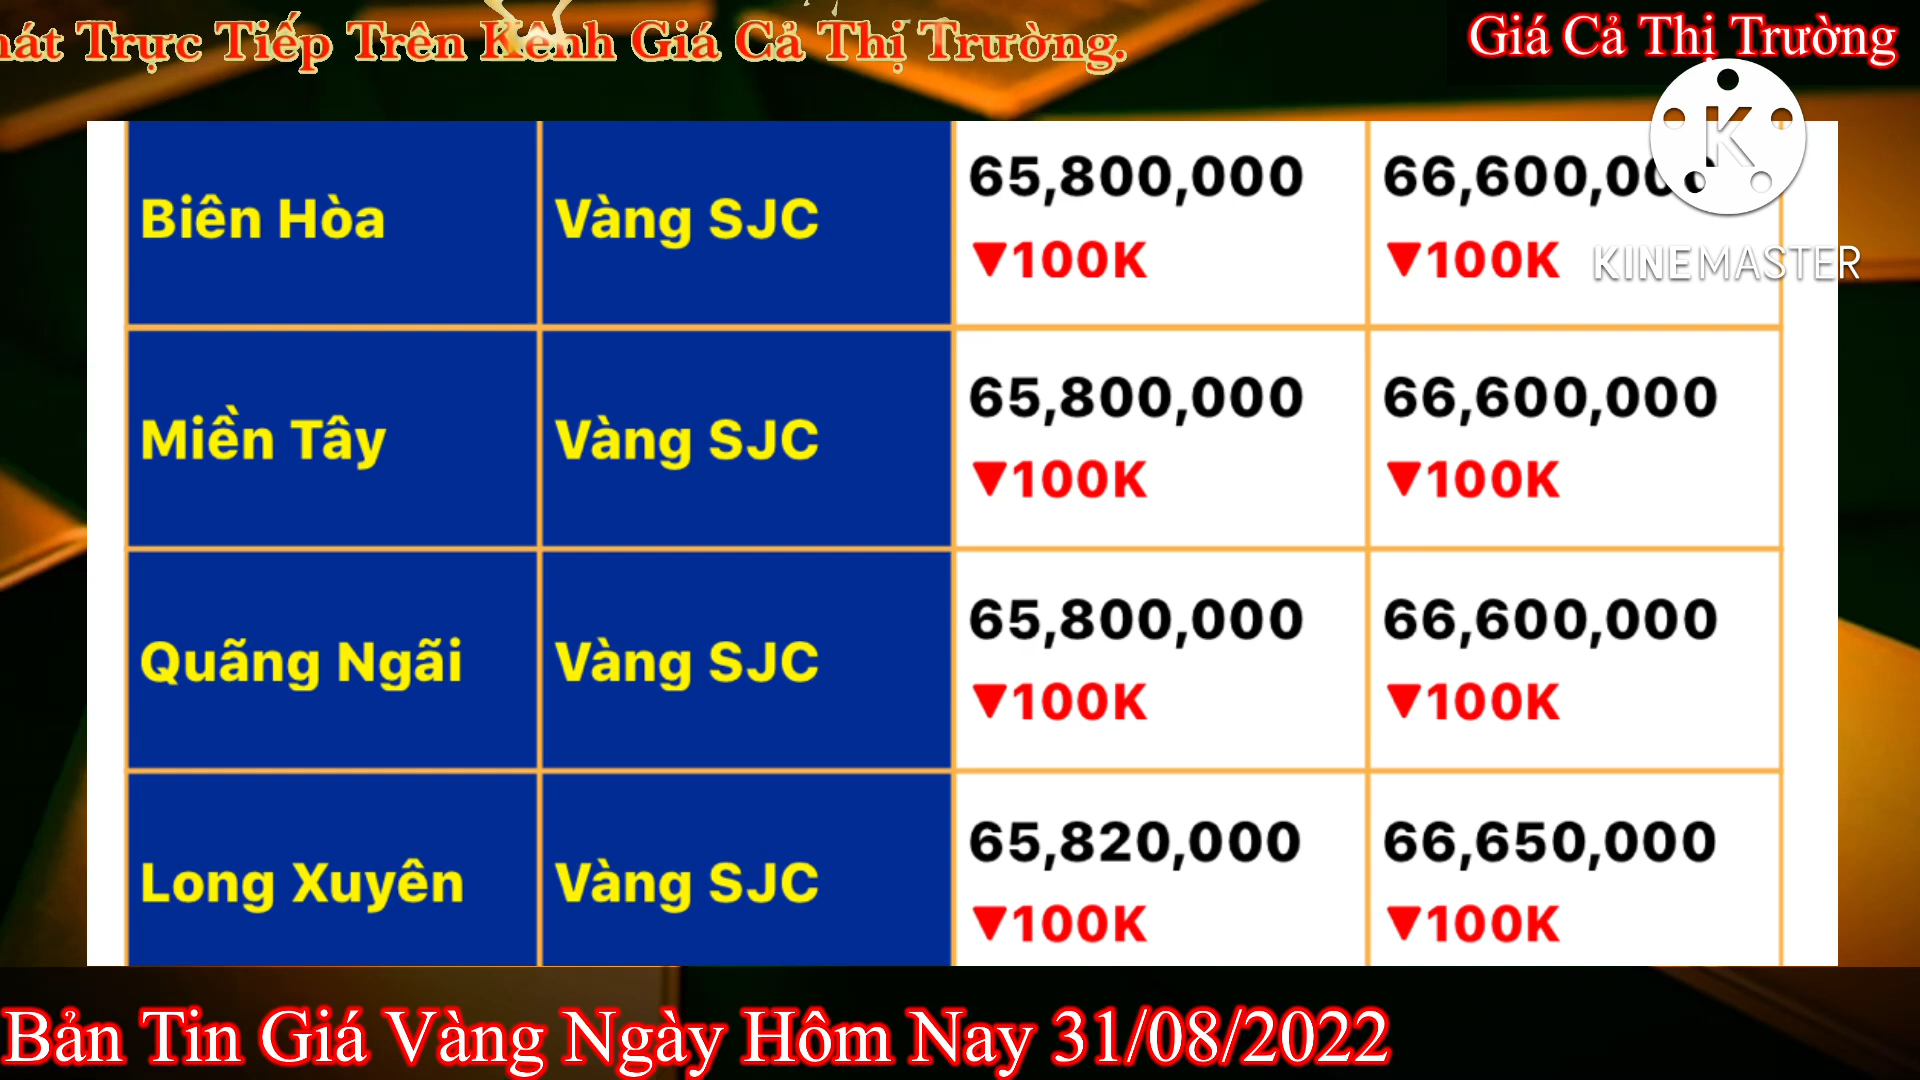 Trực Tiếp Trên Kênh Giá Cả Thị Trường.
Giá Cả Thị Trường
K
KINEMASTER
Biên Hòa
Vàng SJC
65,800,000
▼100K
▼100K
Miền Tây
Vàng SJC
65,800,000
66,600,000
▼100K
▼100K
Quãng Ngãi
Vàng SJC
65,800,000
66,600,000
▼100K
▼100K
Long Xuyên
Vàng SJC
65,820,000
66,650,000
▼100K
▼100K
Bản Tin Giá Vàng Ngày Hôm Nay 31/08/2022